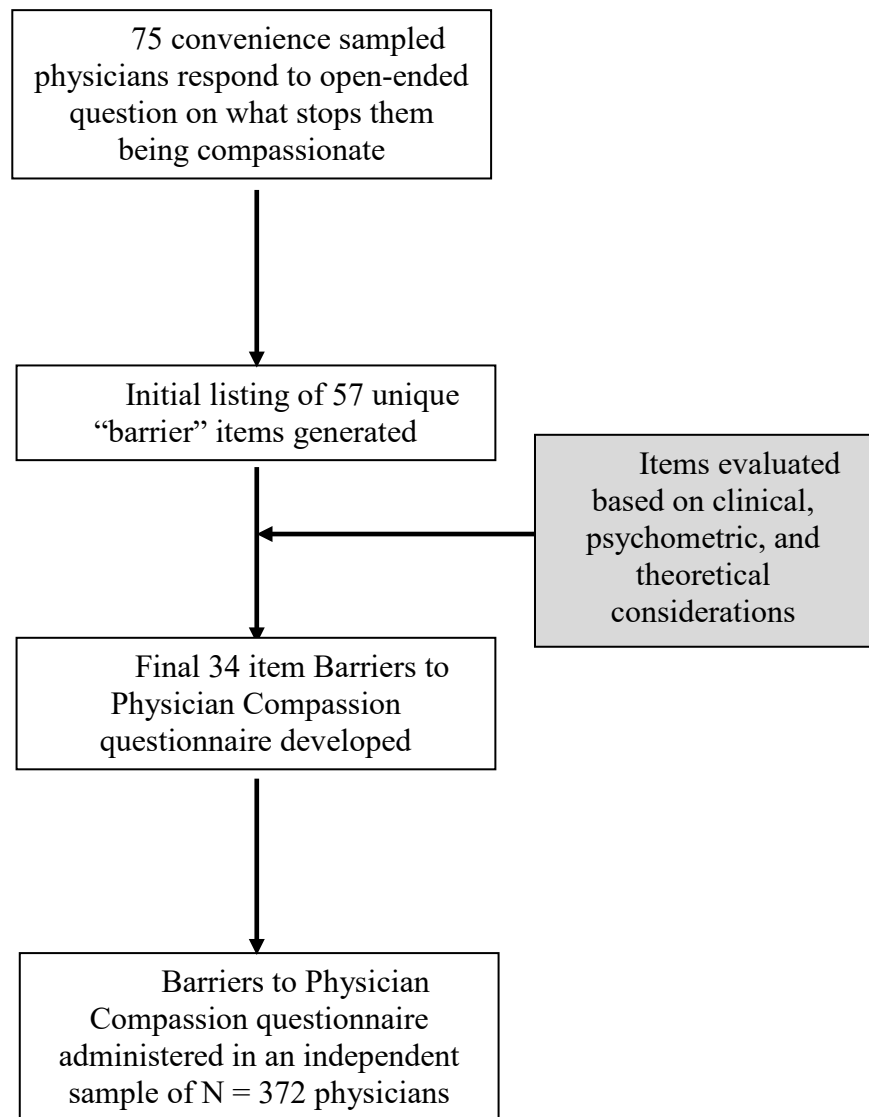 75 convenience sampled
physicians respond to open-ended
question on what stops them
being compassionate
Initial listing of 57 unique
“barrier” items generated
Items evaluated
based on clinical,
psychometric, and
theoretical
considerations
Final 34 item Barriers to
Physician Compassion
questionnaire developed
Barriers to Physician
Compassion questionnaire
administered in an independent
sample of N = 372 physicians